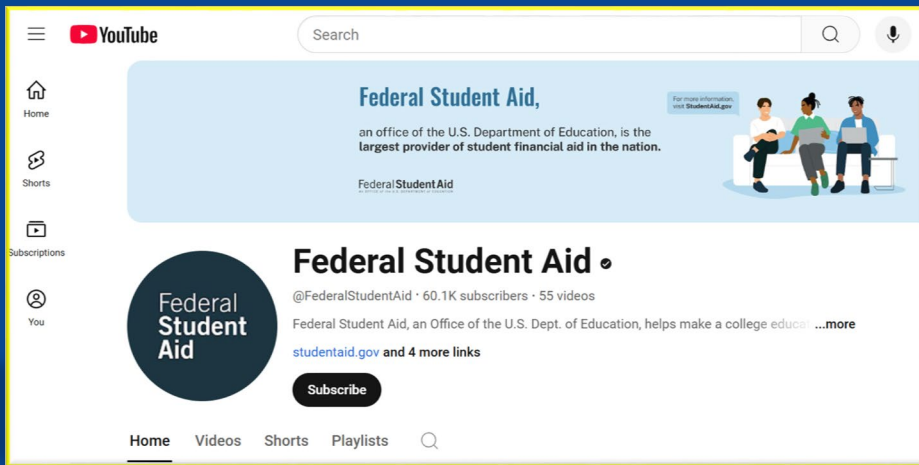 YouTube
Search
Home
Shorts
Subscriptions
You
Federal Student Aid,
an office of the U.S. Department of Education, is the
largest provider of student financial aid in the nation.
Federal Student Aid
For more information,
visit StudentAid.gov
Federal
Student
Aid
Federal Student Aid
@FederalStudentAid · 60.1K subscribers · 55 videos
Federal Student Aid, an Office of the U.S. Dept. of Education, helps make a college educa ...more
studentaid.gov and 4 more links
Subscribe
Home Videos Shorts Playlists